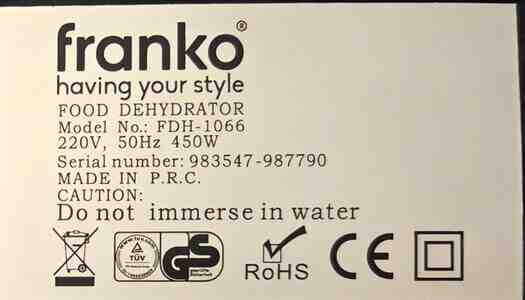 franko®
having your style
FOOD DEHYDRATOR
Model No.: FDH-1066
220V, 50Hz 450W
Serial number: 983547-987790
MADE IN P.R.C.
CAUTION:
Do not immerse in water
TÜV GS RoHS CE